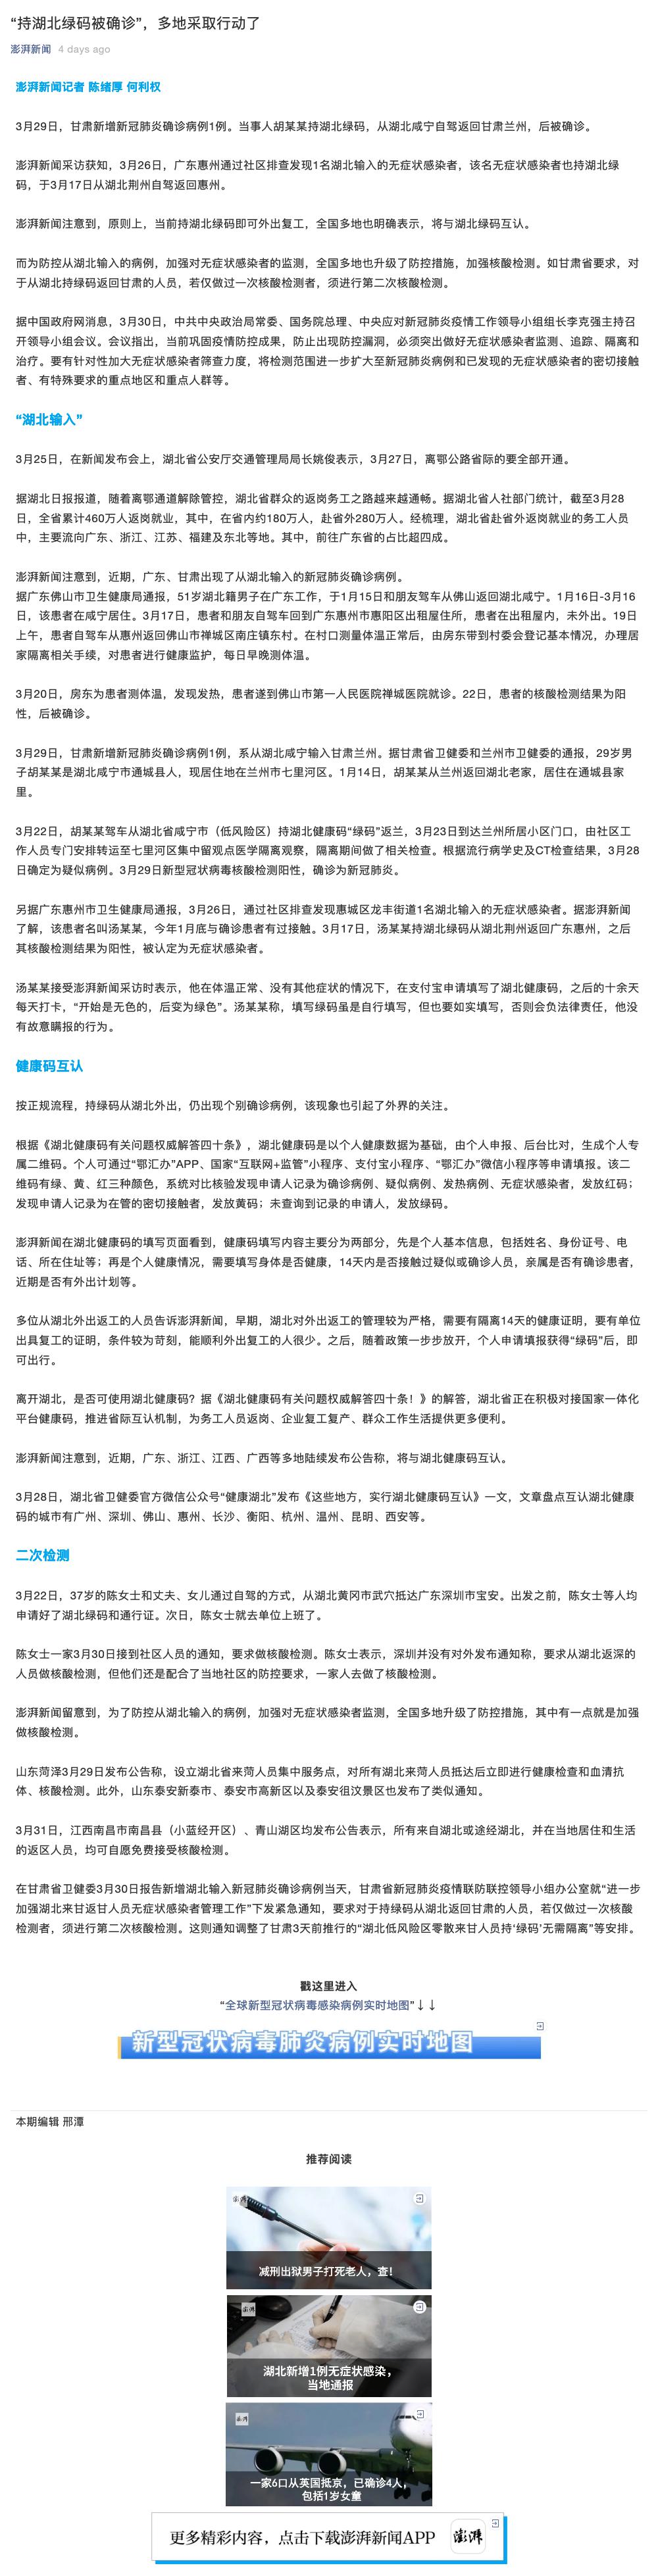 “持湖北绿码被确诊”，多地采取行动了
澎湃新闻 4 days ago
澎湃新闻记者 陈绪厚 何利权
3月29日，甘肃新增新冠肺炎确诊病例1例。当事人胡某某持湖北绿码，从湖北咸宁自驾返回甘肃兰州，后被确诊。
澎湃新闻采访获知，3月26日，广东惠州通过社区排查发现1名湖北输入的无症状感染者，该名无症状感染者也持湖北绿
码，于3月17日从湖北荆州自驾返回惠州。
澎湃新闻注意到，原则上，当前持湖北绿码即可外出复工，全国多地也明确表示，将与湖北绿码互认。
而为防控从湖北输入的病例，加强对无症状感染者的监测，全国多地也升级了防控措施，加强核酸检测。如甘肃省要求，对
于从湖北持绿码返回甘肃的人员，若仅做过一次核酸检测者，须进行第二次核酸检测。
据中国政府网消息，3月30日，中共中央政治局常委、国务院总理、中央应对新冠肺炎疫情工作领导小组组长李克强主持召
开领导小组会议。会议指出，当前巩固疫情防控成果，防止出现防控漏洞，必须突出做好无症状感染者监测、追踪、隔离和
治疗。要有针对性加大无症状感染者筛查力度，将检测范围进一步扩大至新冠肺炎病例和已发现的无症状感染者的密切接触
者、有特殊要求的重点地区和重点人群等。
“湖北输入”
3月25日，在新闻发布会上，湖北省公安厅交通管理局局长姚俊表示，3月27日，离鄂公路省际的要全部开通。
据湖北日报报道，随着离鄂通道解除管控，湖北省群众的返岗务工之路越来越通畅。据湖北省人社部门统计，截至3月28
日，全省累计460万人返岗就业，其中，在省内约180万人，赴省外280万人。经梳理，湖北省赴省外返岗就业的务工人员
中，主要流向广东、浙江、江苏、福建及东北等地。其中，前往广东省的占比超四成。
澎湃新闻注意到，近期，广东、甘肃出现了从湖北输入的新冠肺炎确诊病例。
据广东佛山市卫生健康局通报，51岁湖北籍男子在广东工作，于1月15日和朋友驾车从佛山返回湖北咸宁。1月16日-3月16
日，该患者在咸宁居住。3月17日，患者和朋友自驾车回到广东惠州市惠阳区出租屋住所，患者在出租屋内，未外出。19日
上午，患者自驾车从惠州返回佛山市禅城区南庄镇东村。在村口测量体温正常后，由房东带到村委会登记基本情况，办理居
家隔离相关手续，对患者进行健康监护，每日早晚测体温。
3月20日，房东为患者测体温，发现发热，患者遂到佛山市第一人民医院禅城医院就诊。22日，患者的核酸检测结果为阳
性，后被确诊。
3月29日，甘肃新增新冠肺炎确诊病例1例，系从湖北咸宁输入甘肃兰州。据甘肃省卫健委和兰州市卫健委的通报，29岁男
子胡某某是湖北咸宁市通城县人，现居住地在兰州市七里河区。1月14日，胡某某从兰州返回湖北老家，居住在通城县家
里。
3月22日，胡某某驾车从湖北省咸宁市（低风险区）持湖北健康码“绿码”返兰，3月23日到达兰州所居小区门口，由社区工
作人员专门安排转运至七里河区集中留观点医学隔离观察，隔离期间做了相关检查。根据流行病学史及CT检查结果，3月28
日确定为疑似病例。3月29日新型冠状病毒核酸检测阳性，确诊为新冠肺炎。
另据广东惠州市卫生健康局通报，3月26日，通过社区排查发现惠城区龙丰街道1名湖北输入的无症状感染者。据澎湃新闻
了解，该患者名叫汤某某，今年1月底与确诊患者有过接触。3月17日，汤某某持湖北绿码从湖北荆州返回广东惠州，之后
其核酸检测结果为阳性，被认定为无症状感染者。
汤某某接受澎湃新闻采访时表示，他在体温正常、没有其他症状的情况下，在支付宝申请填写了湖北健康码，之后的十余天
每天打卡，“开始是无色的，后变为绿色”。汤某某称，填写绿码虽是自行填写，但也要如实填写，否则会负法律责任，他没
有故意瞒报的行为。
健康码互认
按正规流程，持绿码从湖北外出，仍出现个别确诊病例，该现象也引起了外界的关注。
根据《湖北健康码有关问题权威解答四十条》，湖北健康码是以个人健康数据为基础，由个人申报、后台比对，生成个人专
属二维码。个人可通过“鄂汇办”APP、国家“互联网+监管”小程序、支付宝小程序、“鄂汇办”微信小程序等申请填报。该二
维码有绿、黄、红三种颜色，系统对比核验发现申请人记录为确诊病例、疑似病例、发热病例、无症状感染者，发放红码；
发现申请人记录为在管的密切接触者，发放黄码；未查询到记录的申请人，发放绿码。
澎湃新闻在湖北健康码的填写页面看到，健康码填写内容主要分为两部分，先是个人基本信息，包括姓名、身份证号、电
话、所在住址等；再是个人健康情况，需要填写身体是否健康，14天内是否接触过疑似或确诊人员，亲属是否有确诊患者，
近期是否有外出计划等。
多位从湖北外出返工的人员告诉澎湃新闻，早期，湖北对外出返工的管理较为严格，需要有隔离14天的健康证明，要有单位
出具复工的证明，条件较为苛刻，能顺利外出复工的人很少。之后，随着政策一步步放开，个人申请填报获得“绿码”后，即
可出行。
离开湖北，是否可使用湖北健康码？据《湖北健康码有关问题权威解答四十条！》的解答，湖北省正在积极对接国家一体化
平台健康码，推进省际互认机制，为务工人员返岗、企业复工复产、群众工作生活提供更多便利。
澎湃新闻注意到，近期，广东、浙江、江西、广西等多地陆续发布公告称，将与湖北健康码互认。
3月28日，湖北省卫健委官方微信公众号“健康湖北”发布《这些地方，实行湖北健康码互认》一文，文章盘点互认湖北健康
码的城市有广州、深圳、佛山、惠州、长沙、衡阳、杭州、温州、昆明、西安等。
二次检测
3月22日，37岁的陈女士和丈夫、女儿通过自驾的方式，从湖北黄冈市武穴抵达广东深圳市宝安。出发之前，陈女士等人均
申请好了湖北绿码和通行证。次日，陈女士就去单位上班了。
陈女士一家3月30日接到社区人员的通知，要求做核酸检测。陈女士表示，深圳并没有对外发布通知称，要求从湖北返深的
人员做核酸检测，但他们还是配合了当地社区的防控要求，一家人去做了核酸检测。
澎湃新闻留意到，为了防控从湖北输入的病例，加强对无症状感染者监测，全国多地升级了防控措施，其中有一点就是加强
做核酸检测。
山东菏泽3月29日发布公告称，设立湖北省来菏人员集中服务点，对所有湖北来菏人员抵达后立即进行健康检查和血清抗
体、核酸检测。此外，山东泰安新泰市、泰安市高新区以及泰安徂汶景区也发布了类似通知。
3月31日，江西南昌市南昌县（小蓝经开区）、青山湖区均发布公告表示，所有来自湖北或途经湖北，并在当地居住和生活
的返区人员，均可自愿免费接受核酸检测。
在甘肃省卫健委3月30日报告新增湖北输入新冠肺炎确诊病例当天，甘肃省新冠肺炎疫情联防联控领导小组办公室就“进一步
加强湖北来甘返甘人员无症状感染者管理工作”下发紧急通知，要求对于持绿码从湖北返回甘肃的人员，若仅做过一次核酸
检测者，须进行第二次核酸检测。这则通知调整了甘肃3天前推行的“湖北低风险区零散来甘人员持‘绿码’无需隔离”等安排。
戳这里进入
“全球新型冠状病毒感染病例实时地图”↓↓
新型冠状病毒肺炎病例实时地图
本期编辑 邢潭
推荐阅读
澎湃
减刑出狱男子打死老人，查！
澎湃
湖北新增1例无症状感染，
当地通报
澎湃
一家6口从英国抵京，已确诊4人，
包括1岁女童
更多精彩内容，点击下载澎湃新闻APP 澎湃